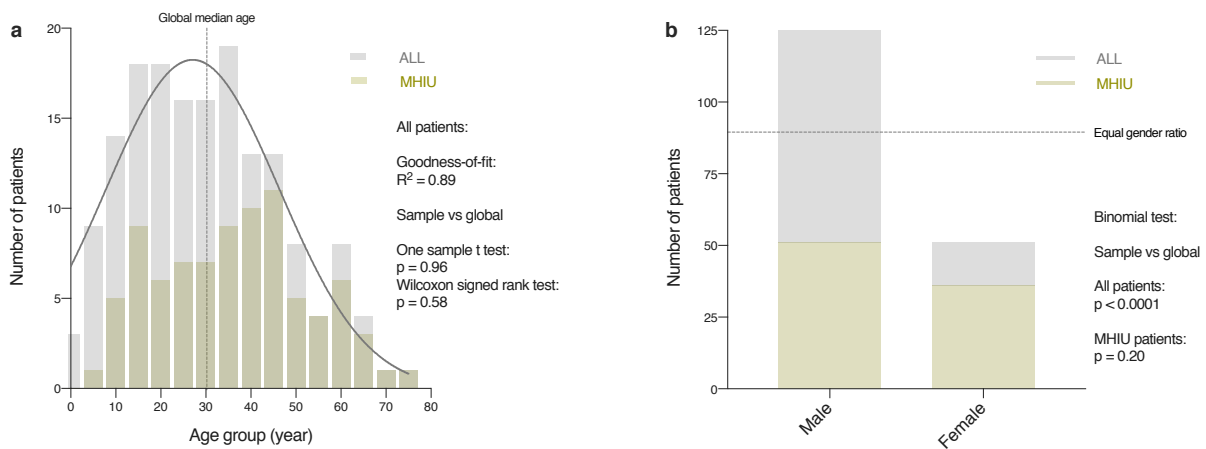 a
Global median age
20
15
10
5
0
Number of patients
0 10 20 30 40 50 60 70 80
Age group (year)
ALL
MHIU
All patients:
Goodness-of-fit:
R² = 0.89
Sample vs global
One sample t test:
p = 0.96
Wilcoxon signed rank test:
p = 0.58
b
125
100
75
50
25
0
Number of patients
Male
Female
ALL
MHIU
Equal gender ratio
Binomial test:
Sample vs global
All patients:
p < 0.0001
MHIU patients:
p = 0.20